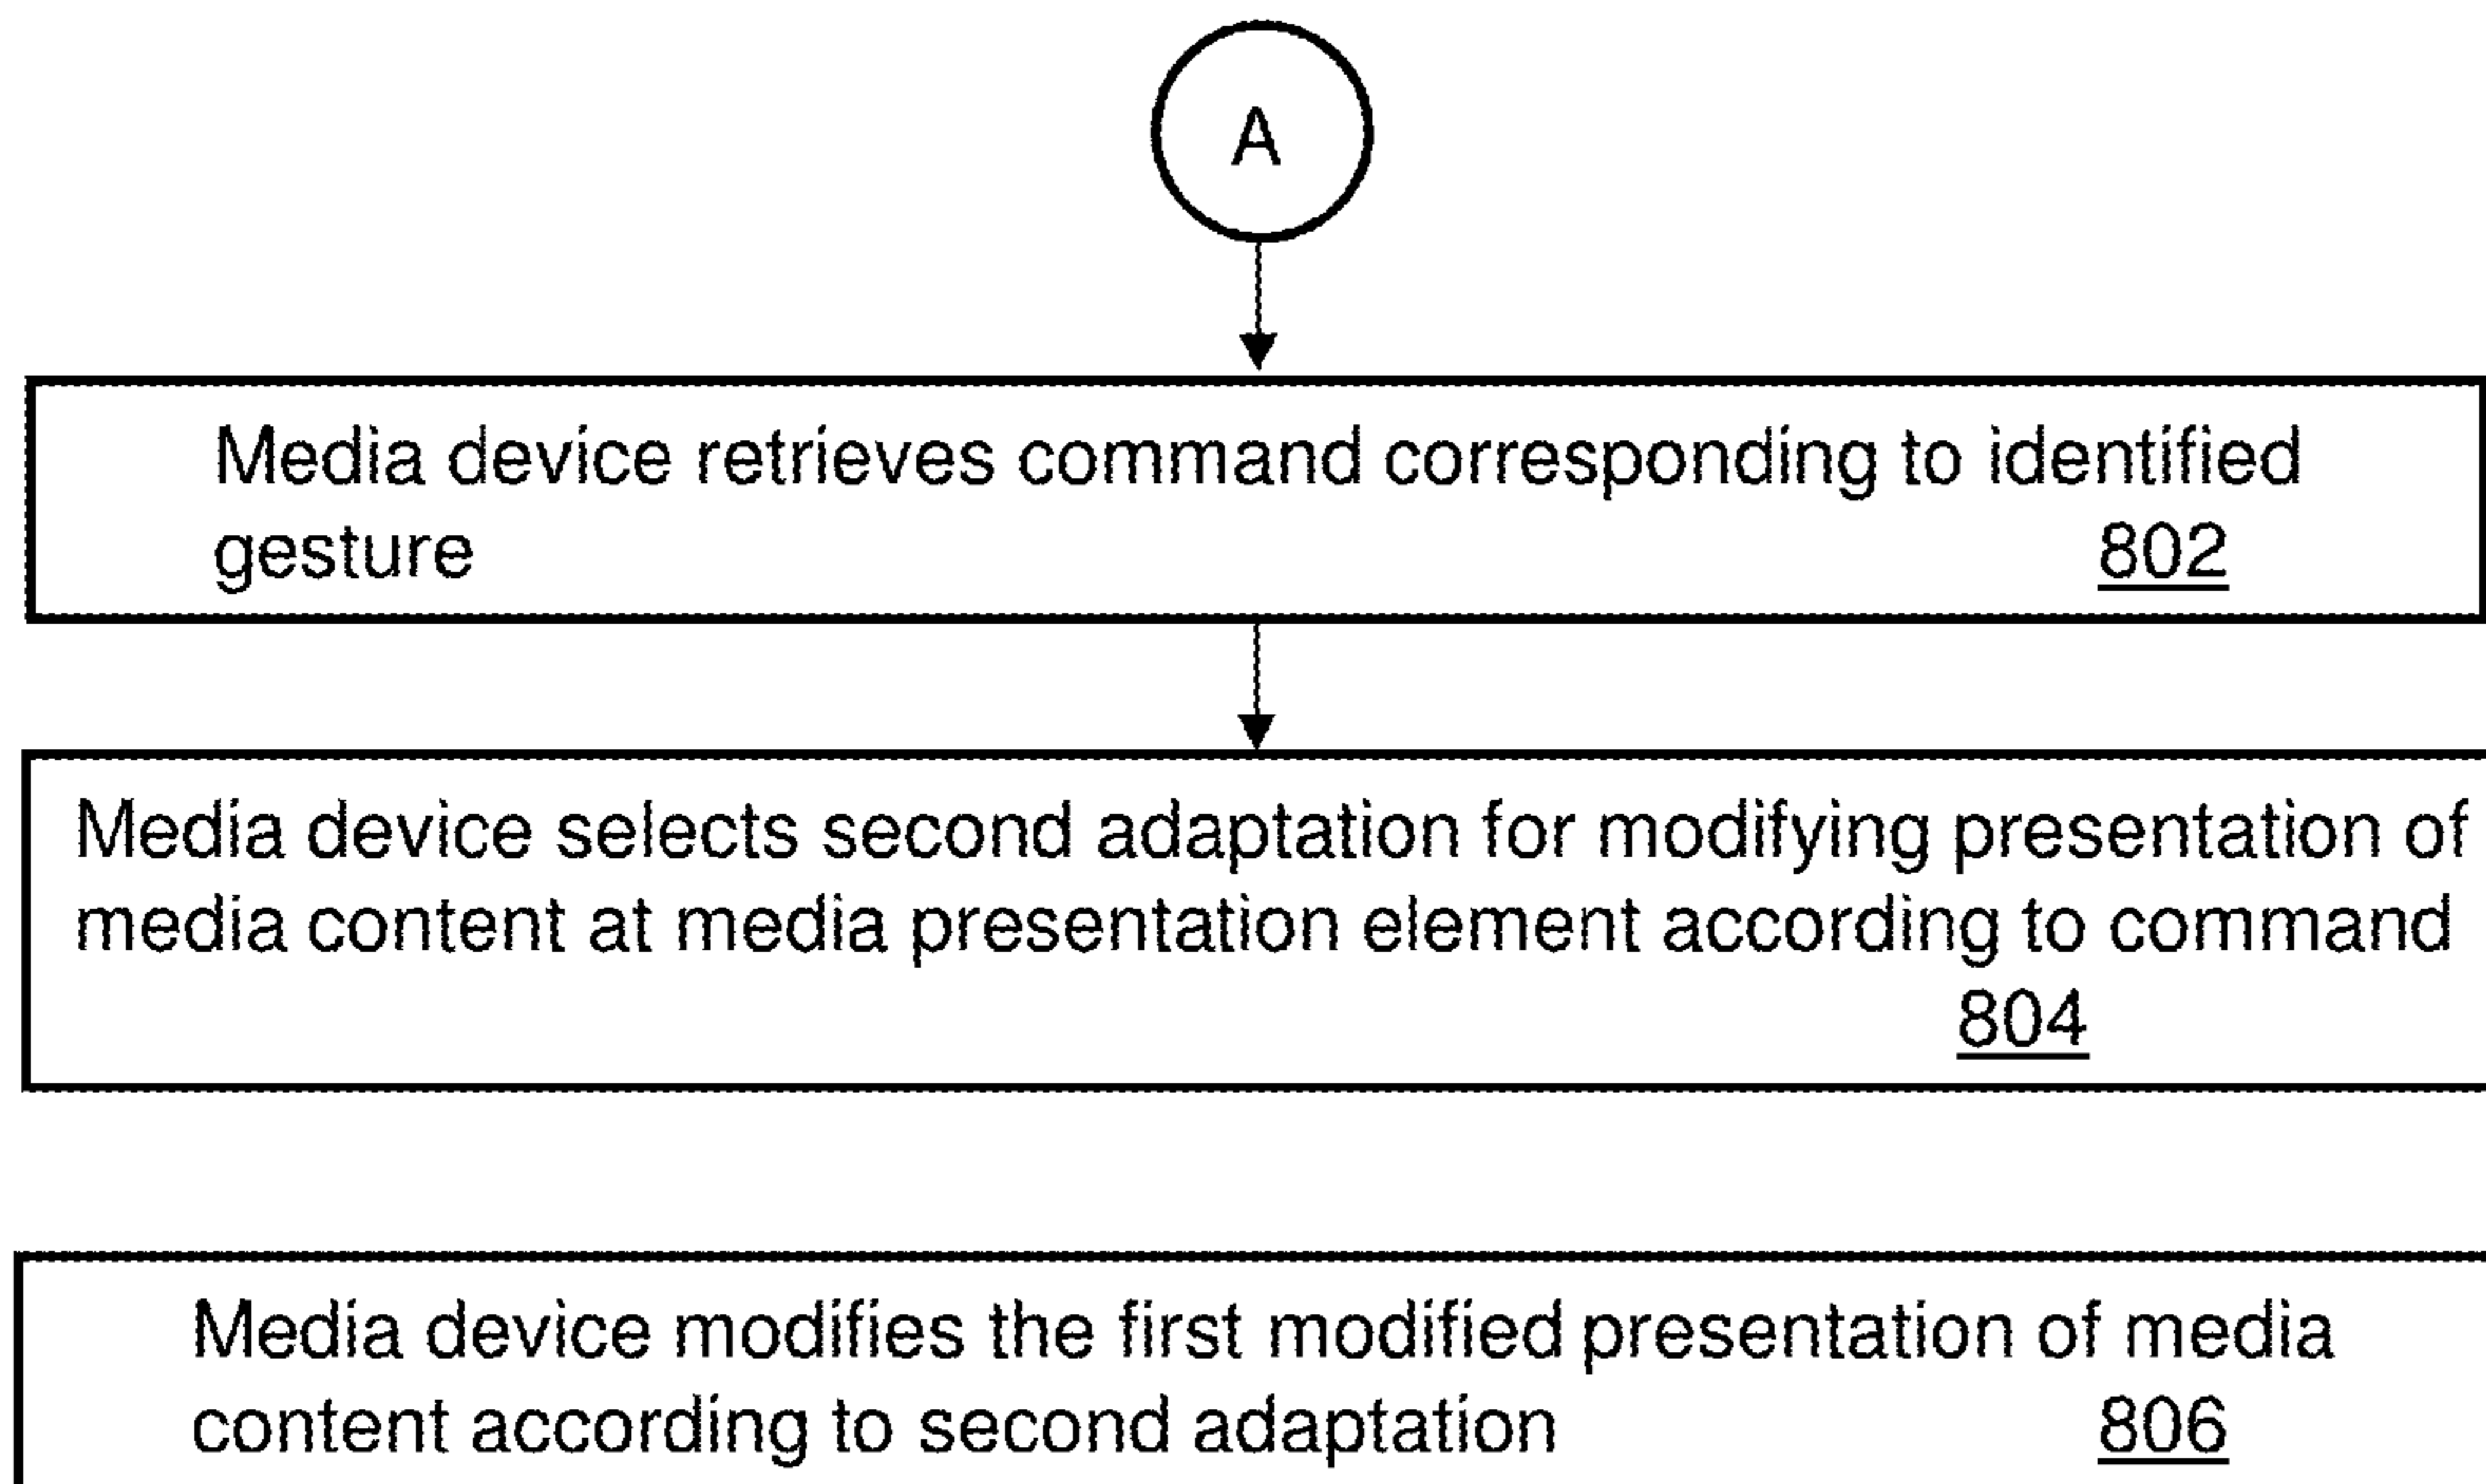 A
Media device retrieves command corresponding to identified
gesture 802
Media device selects second adaptation for modifying presentation of
media content at media presentation element according to command
804
Media device modifies the first modified presentation of media
content according to second adaptation 806